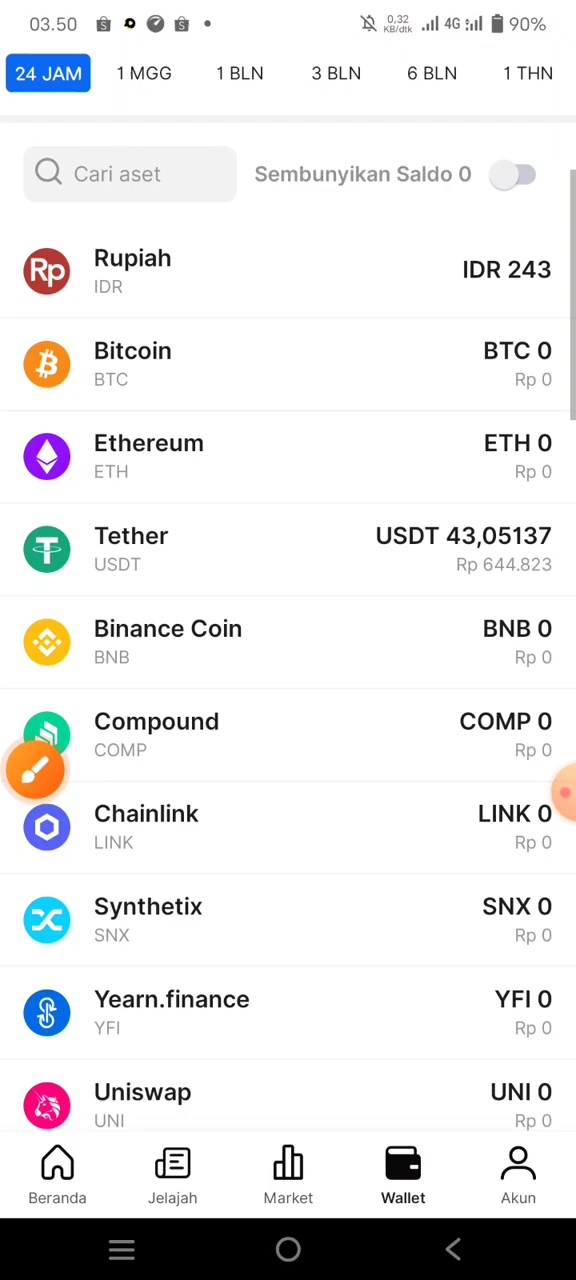 03.50 0,32 KB/dtk 4G 90%
24 JAM 1 MGG 1 BLN 3 BLN 6 BLN 1 THN
Cari aset Sembunyikan Saldo 0
Rp Rupiah IDR 243
IDR
Bitcoin BTC 0
BTC Rp 0
Ethereum ETH 0
ETH Rp 0
Tether USDT 43,05137
USDT Rp 644.823
Binance Coin BNB 0
BNB Rp 0
Compound COMP 0
COMP Rp 0
Chainlink LINK 0
LINK Rp 0
Synthetix SNX 0
SNX Rp 0
Yearn.finance YFI 0
YFI Rp 0
Uniswap UNI 0
UNI Rp 0
Beranda Jelajah Market Wallet Akun